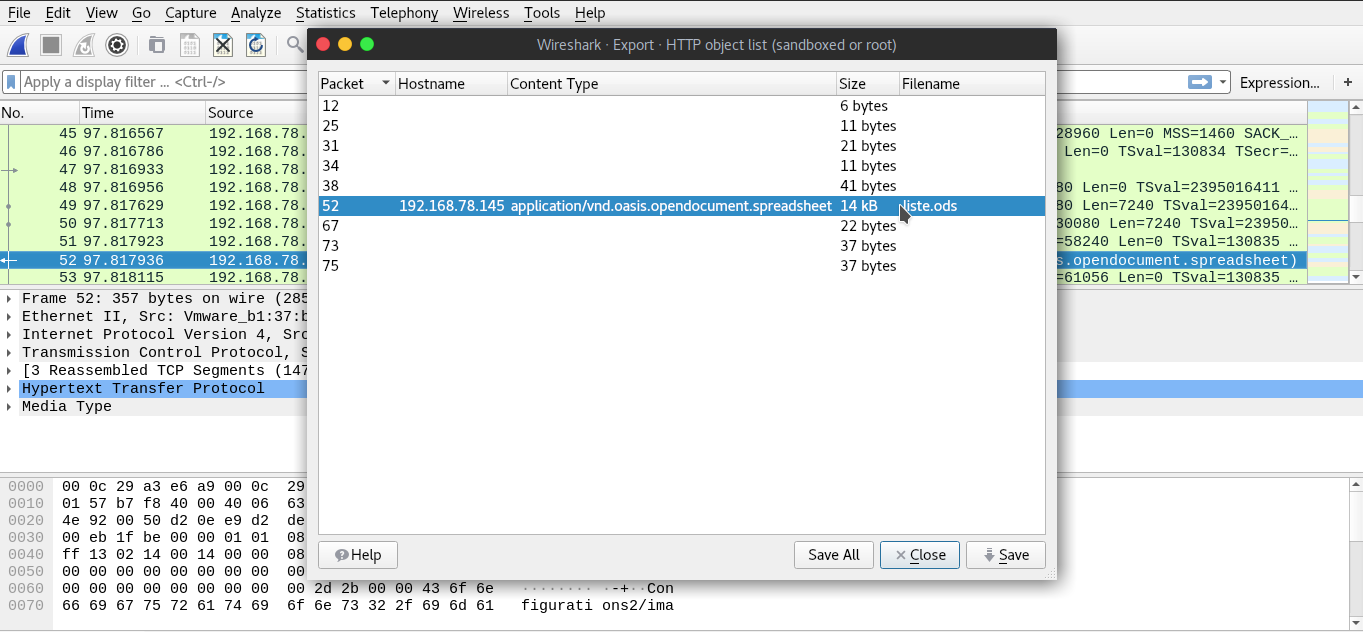 File Edit View Go Capture Analyze Statistics Telephony Wireless Tools Help
Wireshark · Export · HTTP object list (sandboxed or root)
Apply a display filter ... <Ctrl-/>
Expression... +
Packet Hostname Content Type Size Filename
12 6 bytes
25 11 bytes
31 21 bytes
34 11 bytes
38 41 bytes
52 192.168.78.145 application/vnd.oasis.opendocument.spreadsheet 14 kB liste.ods
67 22 bytes
73 37 bytes
75 37 bytes
Help Save All Close Save
No. Time Source
45 97.816567 192.168.78. 28960 Len=0 MSS=1460 SACK_…
46 97.816786 192.168.78. Len=0 TSval=130834 TSecr=…
47 97.816933 192.168.78.
48 97.816956 192.168.78. 80 Len=0 TSval=2395016411 …
49 97.817629 192.168.78. 80 Len=7240 TSval=23950164…
50 97.817713 192.168.78. 30080 Len=7240 TSval=23950…
51 97.817923 192.168.78. =58240 Len=0 TSval=130835 …
52 97.817936 192.168.78. s.opendocument.spreadsheet)
53 97.818115 192.168.78. =61056 Len=0 TSval=130835 …
Frame 52: 357 bytes on wire (285
Ethernet II, Src: Vmware_b1:37:b
Internet Protocol Version 4, Src
Transmission Control Protocol, S
[3 Reassembled TCP Segments (147
Hypertext Transfer Protocol
Media Type
0000 00 0c 29 a3 e6 a9 00 0c 29
0010 01 57 b7 f8 40 00 40 06 63
0020 4e 92 00 50 d2 0e e9 d2 de
0030 00 eb 1f be 00 00 01 01 08
0040 ff 13 02 14 00 14 00 00 08
0050 00 00 00 00 00 00 00 00 00
0060 00 00 00 00 00 00 00 00 00 2d 2b 00 00 43 6f 6e ········ ·-+··Con
0070 66 69 67 75 72 61 74 69 6f 6e 73 32 2f 69 6d 61 figurati ons2/ima